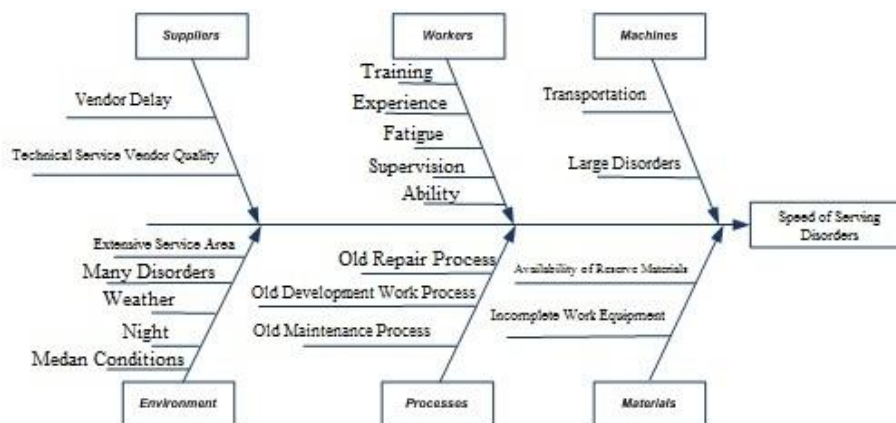 Suppliers
Workers
Machines
Training
Vendor Delay
Experience
Transportation
Fatigue
Technical Service Vendor Quality
Supervision
Large Disorders
Ability
Speed of Serving
Disorders
Extensive Service Area
Old Repair Process
Many Disorders
Availability of Reserve Materials
Weather
Old Development Work Process
Incomplete Work Equipment
Night
Old Maintenance Process
Medan Conditions
Environment
Processes
Materials